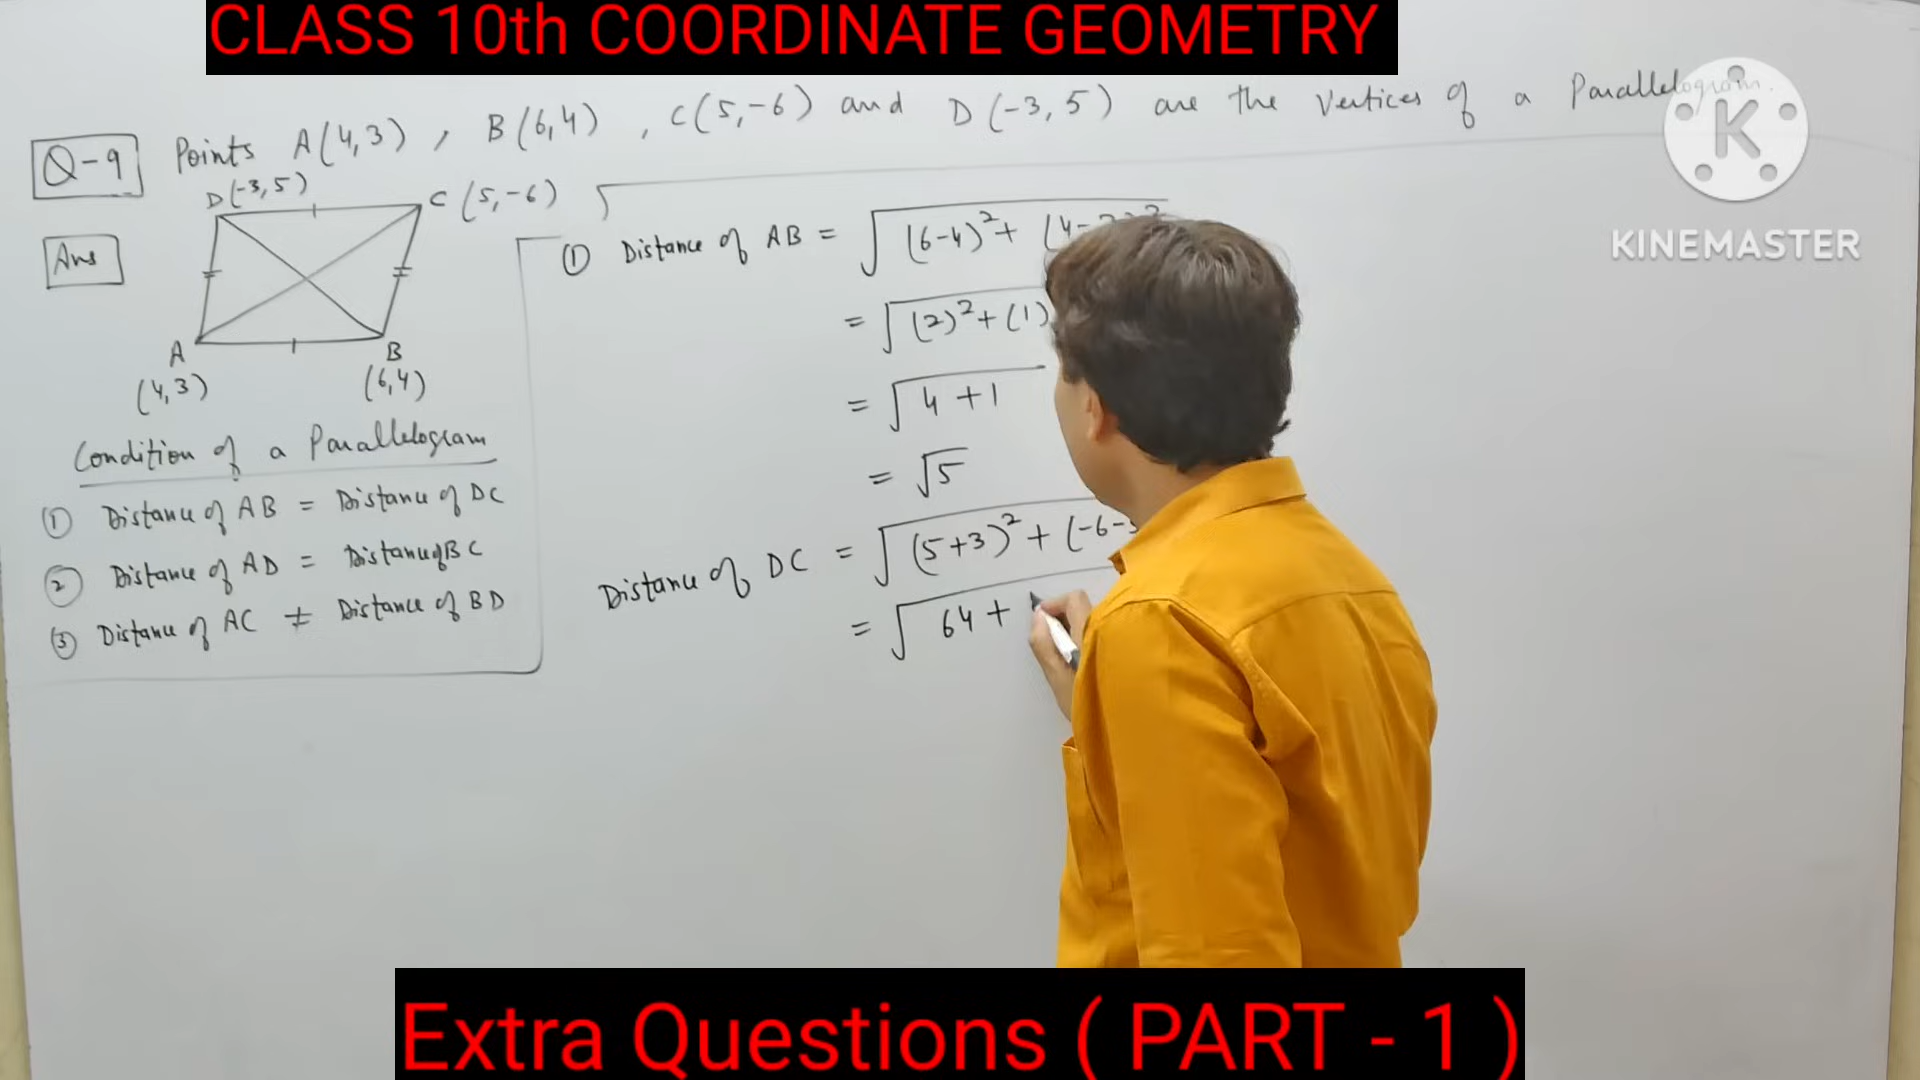 CLASS 10th COORDINATE GEOMETRY
Q-9 Points A(4,3) , B(6,4) , C(5,-6) and D(-3,5) are the vertices of a Parallelogram.
K
KINEMASTER
D(-3,5)
C(5,-6)
Ans
A
(4,3)
B
(6,4)
Condition of a Parallelogram
① Distance of AB = Distance of DC
② Distance of AD = Distance of BC
③ Distance of AC ≠ Distance of BD
① Distance of AB = √(6-4)²+ (4-
= √(2)²+(1)
= √4+1
= √5
Distance of DC = √(5+3)²+(-6-
= √64+
Extra Questions ( PART - 1 )